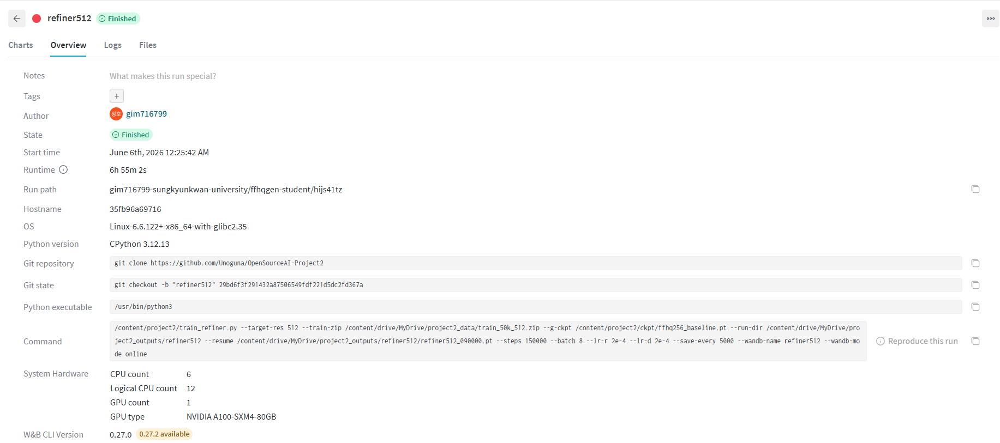 refiner512 Finished
Charts Overview Logs Files
Notes What makes this run special?
Tags +
Author 정호 gim716799
State Finished
Start time June 6th, 2026 12:25:42 AM
Runtime 6h 55m 2s
Run path gim716799-sungkyunkwan-university/ffhqgen-student/hijs41tz
Hostname 35fb96a69716
OS Linux-6.6.122+-x86_64-with-glibc2.35
Python version CPython 3.12.13
Git repository git clone https://github.com/Unoguna/OpenSourceAI-Project2
Git state git checkout -b "refiner512" 29bd6f3f291432a87506549fdf221d5dc2fd367a
Python executable /usr/bin/python3
/content/project2/train_refiner.py --target-res 512 --train-zip /content/drive/MyDrive/project2_data/train_50k_512.zip --g-ckpt /content/project2/ckpt/ffhq256_baseline.pt --run-dir /content/drive/MyDrive/pro
Command ject2_outputs/refiner512 --resume /content/drive/MyDrive/project2_outputs/refiner512/refiner512_090000.pt --steps 150000 --batch 8 --lr-r 2e-4 --lr-d 2e-4 --save-every 5000 --wandb-name refiner512 --wandb-mo Reproduce this run
de online
System Hardware CPU count 6
Logical CPU count 12
GPU count 1
GPU type NVIDIA A100-SXM4-80GB
W&B CLI Version 0.27.0 0.27.2 available